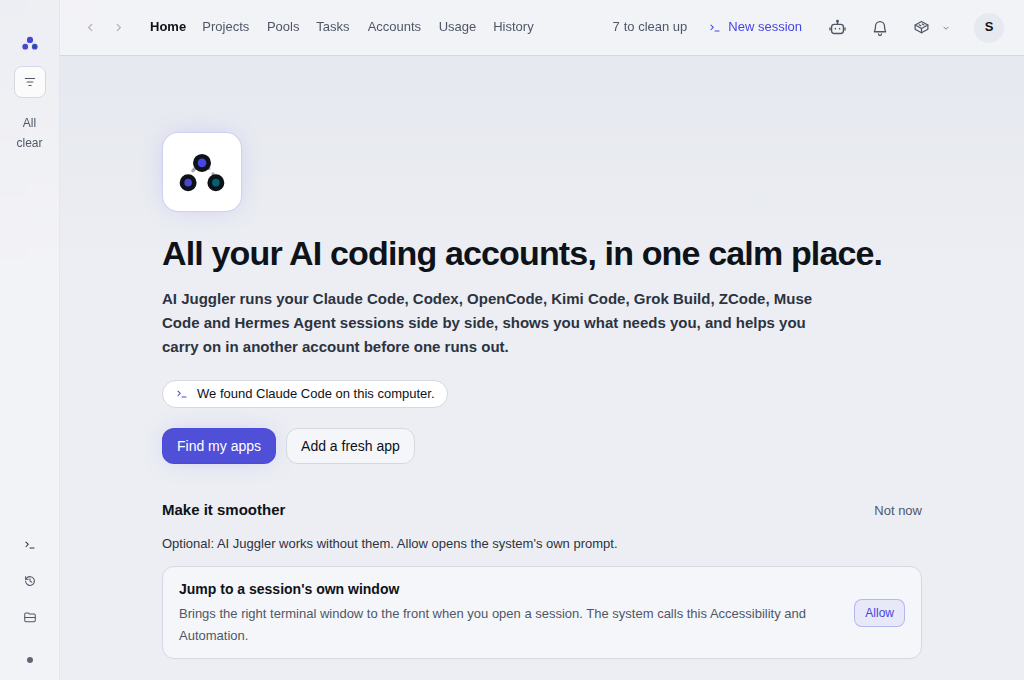 Home Projects Pools Tasks Accounts Usage History 7 to clean up New session S
All
clear
All your AI coding accounts, in one calm place.
AI Juggler runs your Claude Code, Codex, OpenCode, Kimi Code, Grok Build, ZCode, Muse
Code and Hermes Agent sessions side by side, shows you what needs you, and helps you
carry on in another account before one runs out.
We found Claude Code on this computer.
Find my apps Add a fresh app
Make it smoother Not now
Optional: AI Juggler works without them. Allow opens the system's own prompt.
Jump to a session's own window
Brings the right terminal window to the front when you open a session. The system calls this Accessibility and
Automation.
Allow